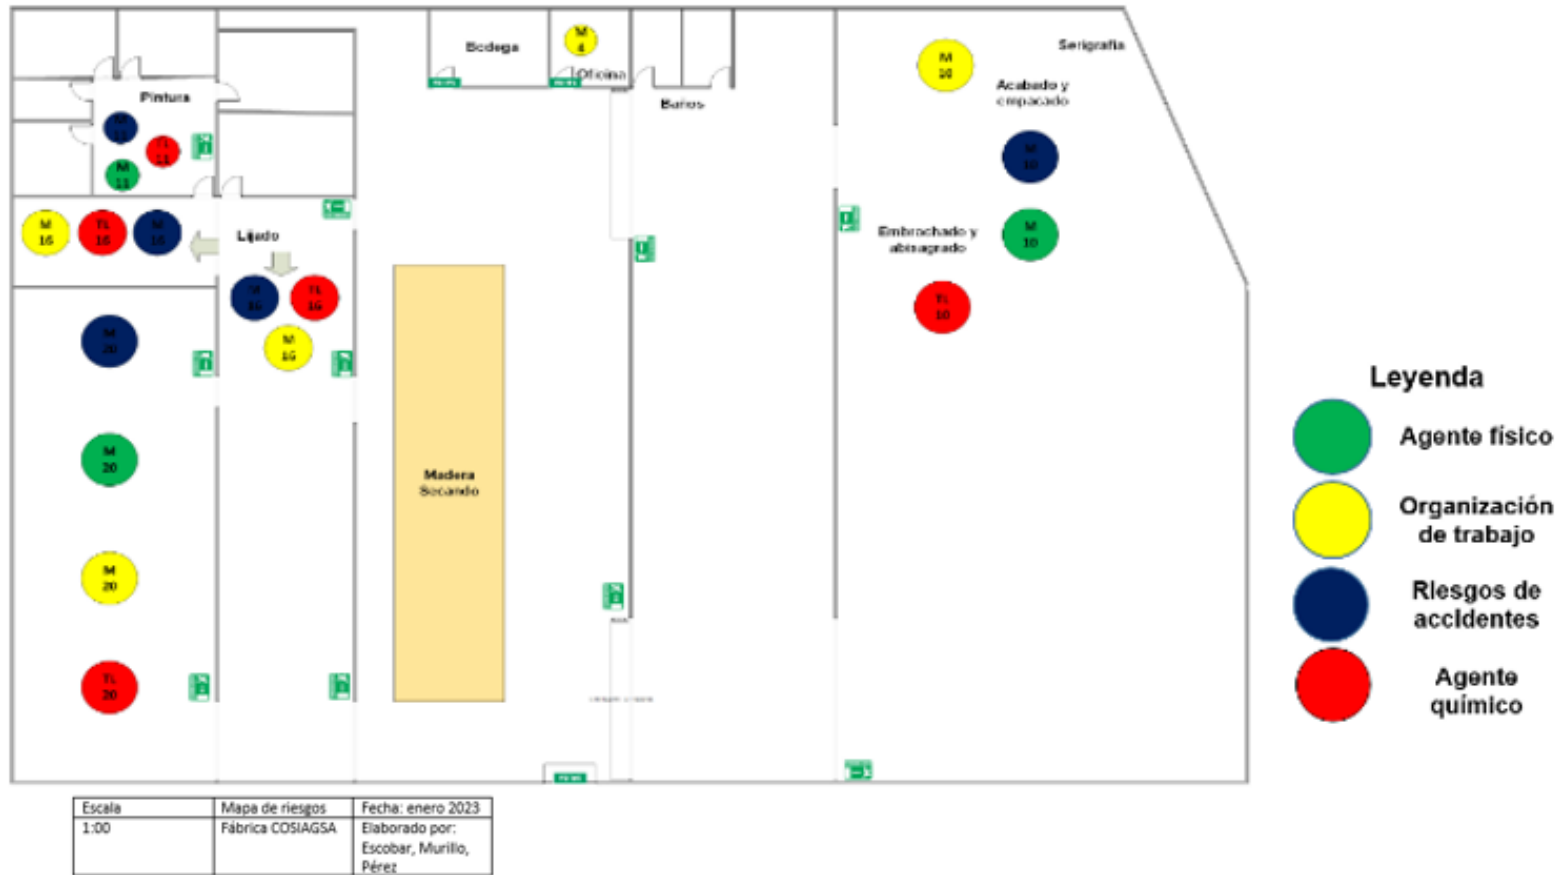 Bodega
M
4
Oficina
Serigrafía
M
10
Acabado y
empacado
Pintura
Baños
M
11
TL
11
M
11
M
10
M
10
M
16
TL
16
M
16
Lijado
Embrochado y
abisagrado
M
16
TL
16
M
16
TL
10
M
20
M
20
Madera
Secando
M
20
TL
20
Leyenda
Agente físico
Organización
de trabajo
Riesgos de
accidentes
Agente
químico
Escala
Mapa de riesgos
Fecha: enero 2023
1:00
Fábrica COSIAGSA
Elaborado por:
Escobar, Murillo,
Pérez